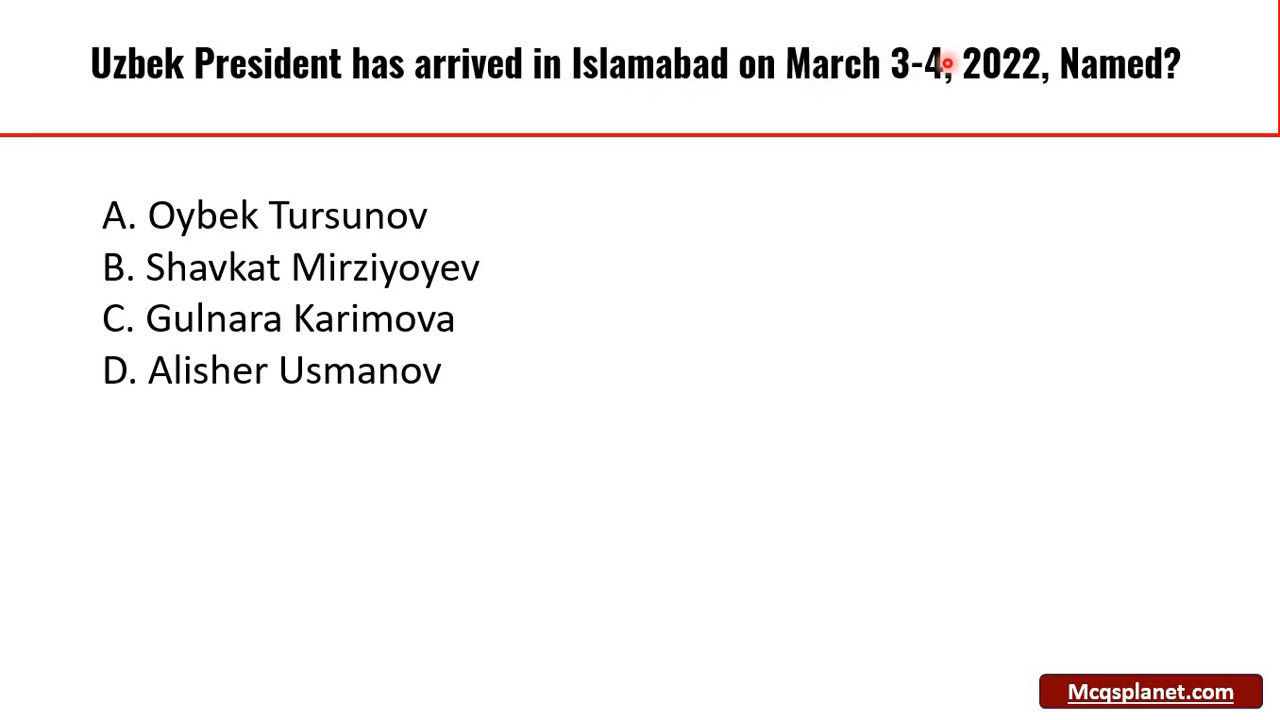 Uzbek President has arrived in Islamabad on March 3-4, 2022, Named?
A. Oybek Tursunov
B. Shavkat Mirziyoyev
C. Gulnara Karimova
D. Alisher Usmanov
Mcqsplanet.com